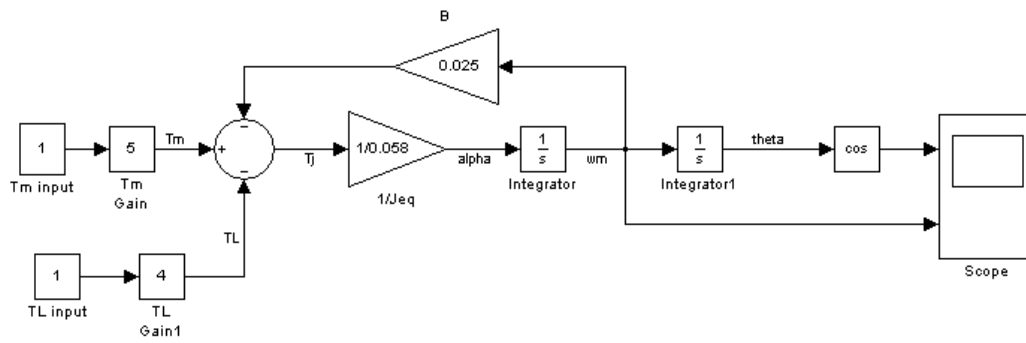 B
0.025
1
5
Tm
+
−
−
Tj
1/0.058
alpha
1
s
wm
1
s
theta
cos
Tm input
Tm
Gain
1/Jeq
Integrator
Integrator1
TL
1
4
Scope
TL input
TL
Gain1